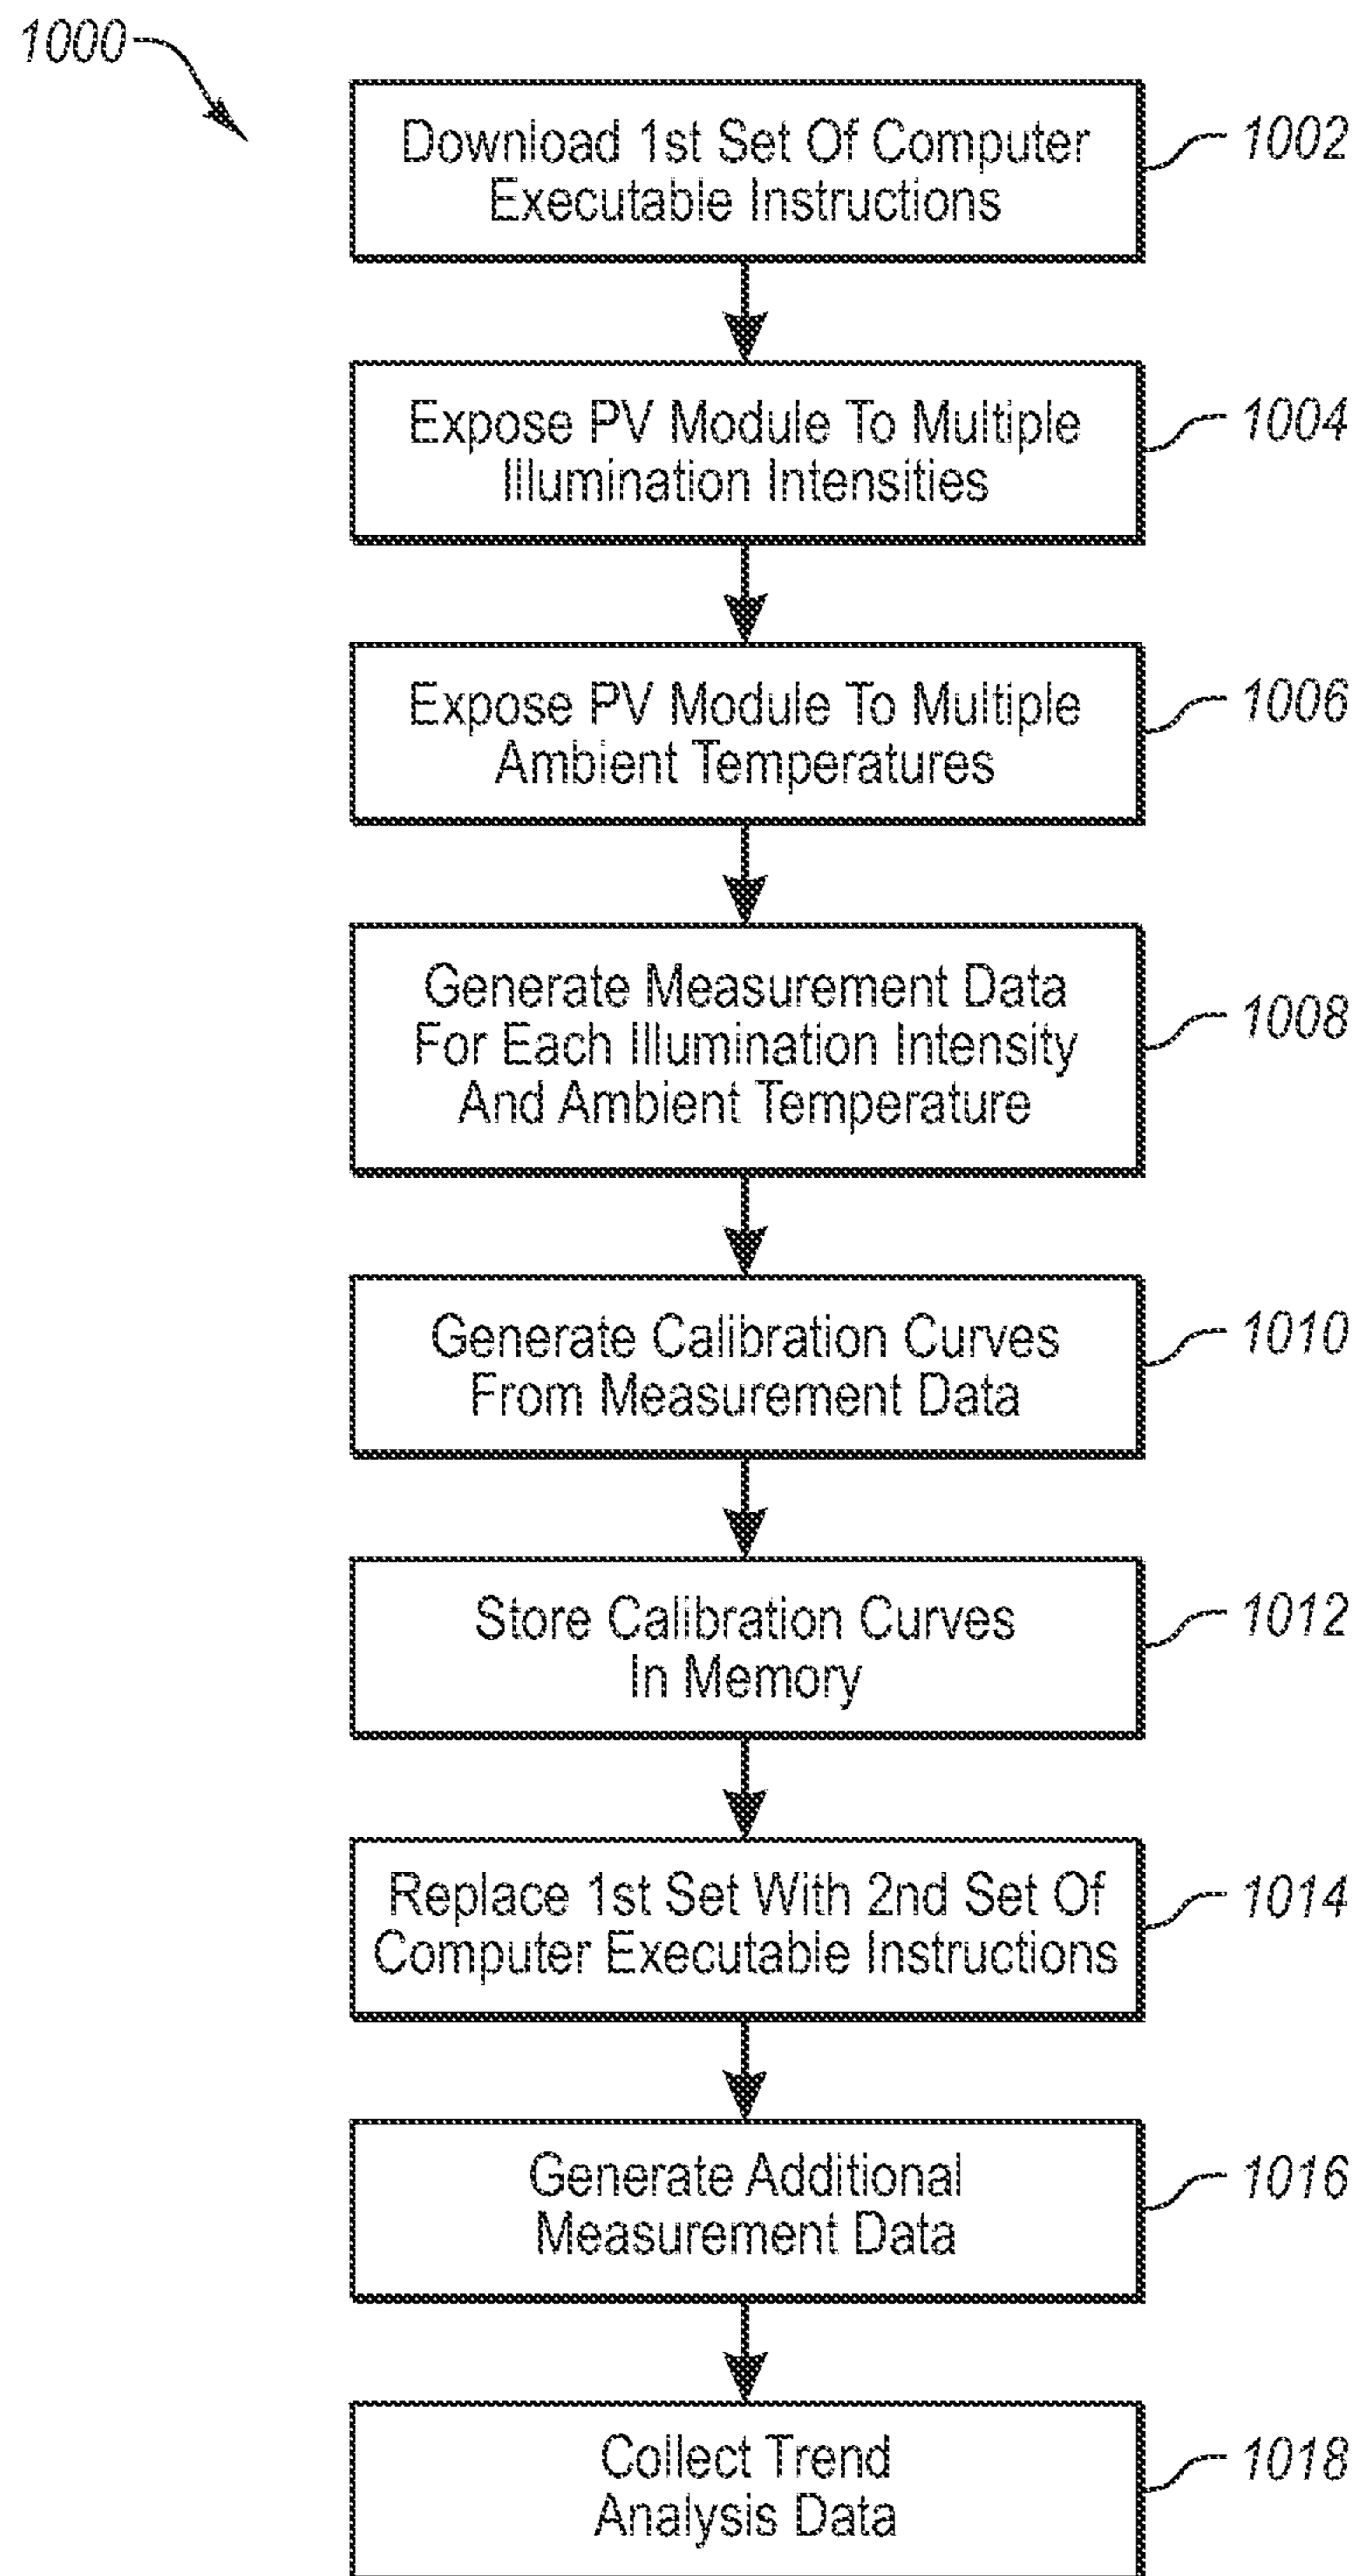 1000
Download 1st Set Of Computer
Executable Instructions
1002
Expose PV Module To Multiple
Illumination Intensities
1004
Expose PV Module To Multiple
Ambient Temperatures
1006
Generate Measurement Data
For Each Illumination Intensity
And Ambient Temperature
1008
Generate Calibration Curves
From Measurement Data
1010
Store Calibration Curves
In Memory
1012
Replace 1st Set With 2nd Set Of
Computer Executable Instructions
1014
Generate Additional
Measurement Data
1016
Collect Trend
Analysis Data
1018